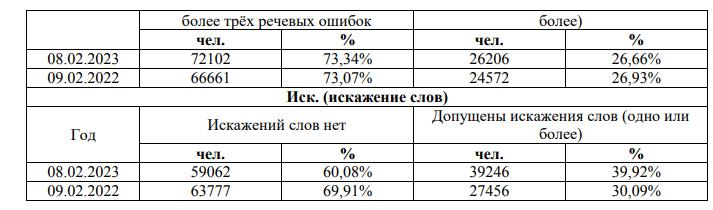 более трёх речевых ошибок более)
чел. % чел. %
08.02.2023 72102 73,34% 26206 26,66%
09.02.2022 66661 73,07% 24572 26,93%
Иск. (искажение слов)
Год Искажений слов нет Допущены искажения слов (одно или
более)
чел. % чел. %
08.02.2023 59062 60,08% 39246 39,92%
09.02.2022 63777 69,91% 27456 30,09%